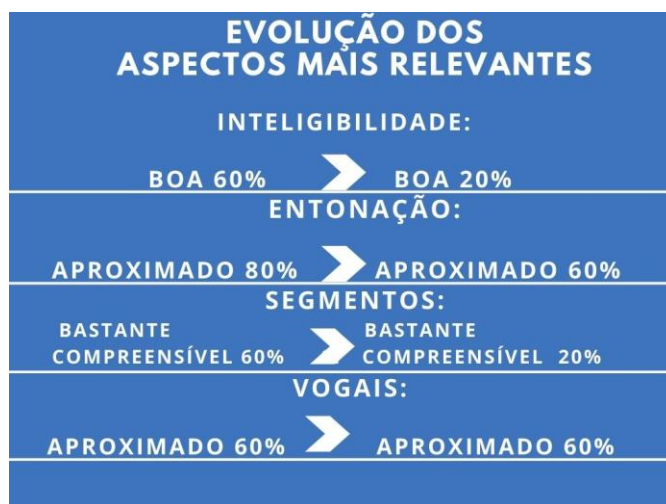 EVOLUÇÃO DOS
ASPECTOS MAIS RELEVANTES
INTELIGIBILIDADE:
BOA 60% BOA 20%
ENTONAÇÃO:
APROXIMADO 80% APROXIMADO 60%
SEGMENTOS:
BASTANTE BASTANTE
COMPREENSÍVEL 60% COMPREENSÍVEL 20%
VOGAIS:
APROXIMADO 60% APROXIMADO 60%